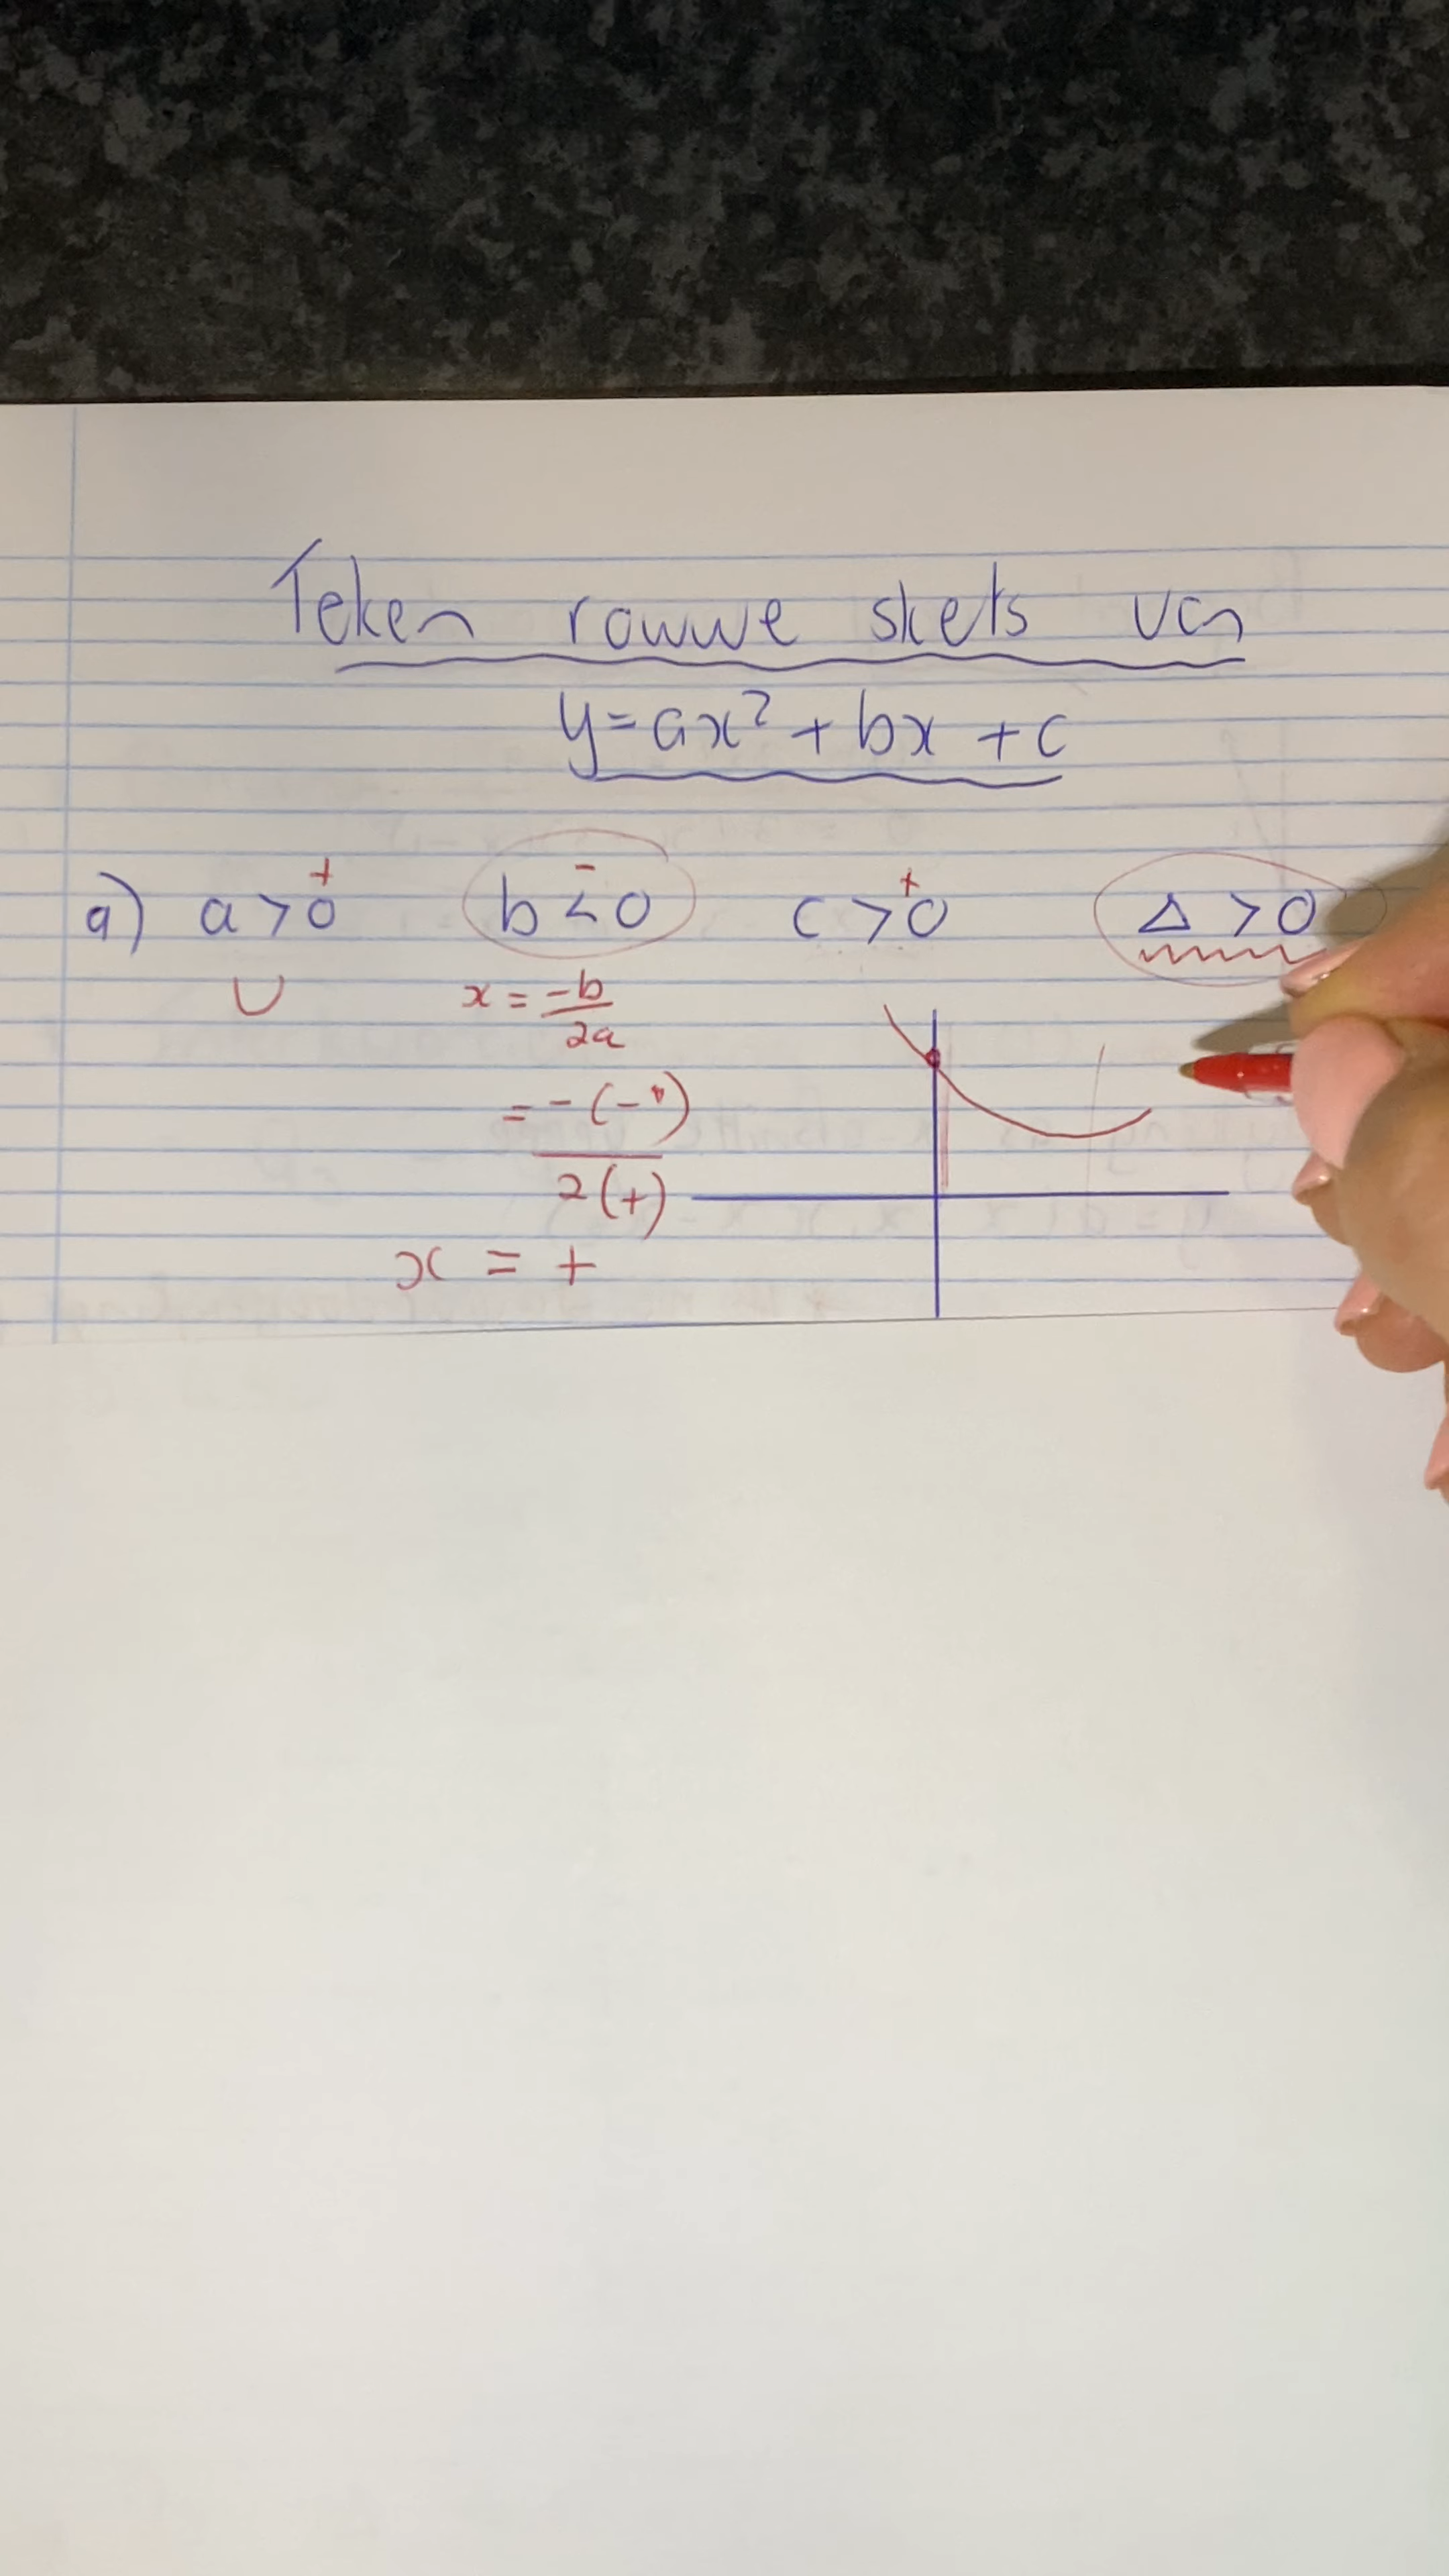 Teken rowwe skets van
y = ax² + bx + c
a) a > 0 b < 0 c > 0 Δ > 0
+ - +
∪ x = -b/2a
= -(-)/2(+)
x = +